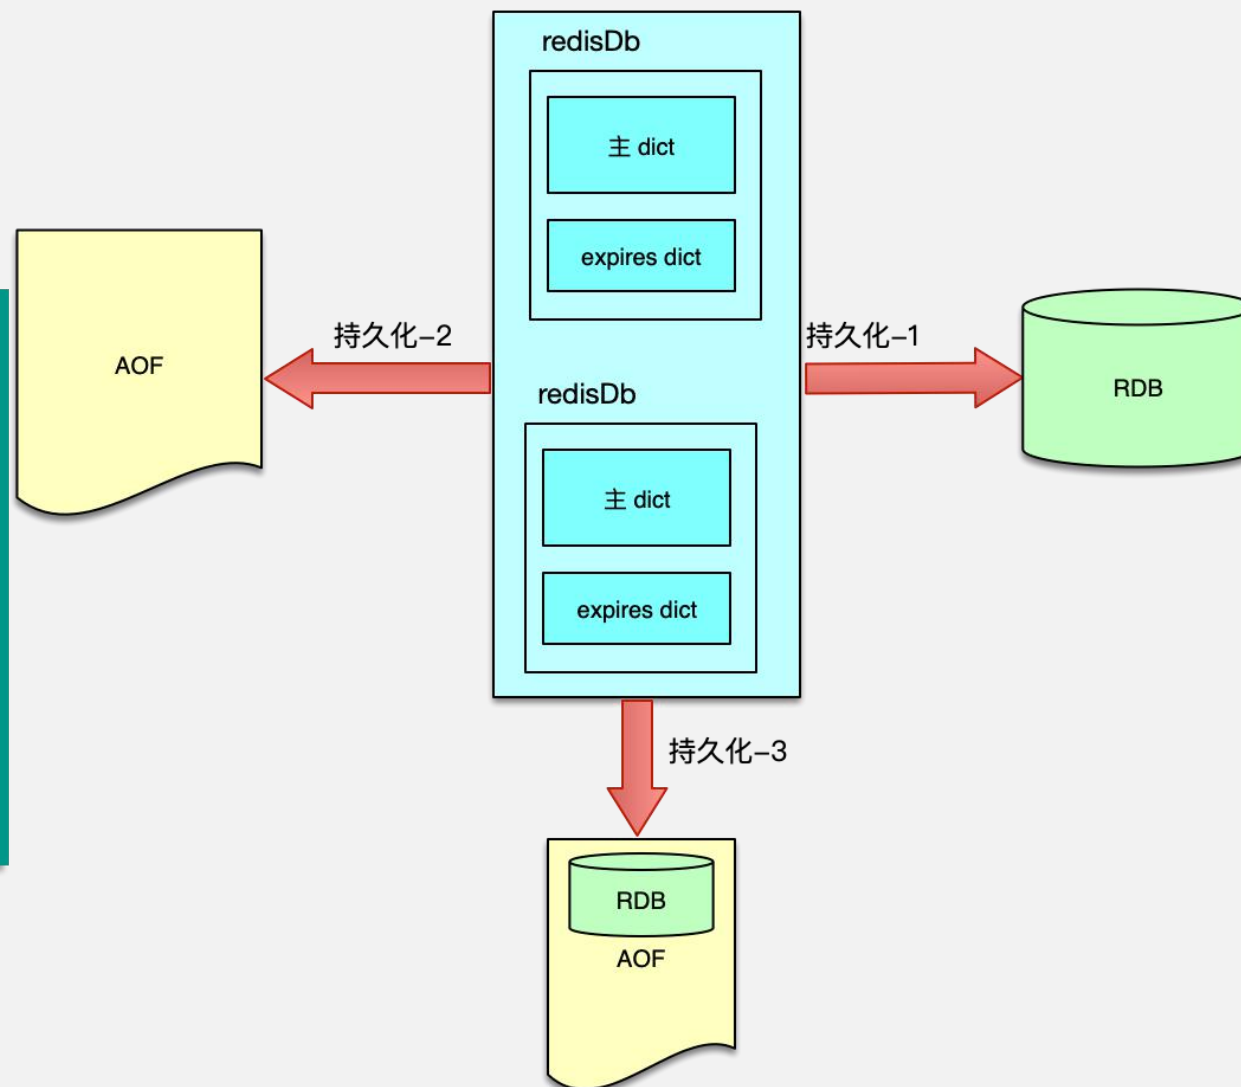 redisDb
主 dict
expires dict
AOF
持久化-2
持久化-1
RDB
redisDb
主 dict
expires dict
持久化-3
RDB
AOF